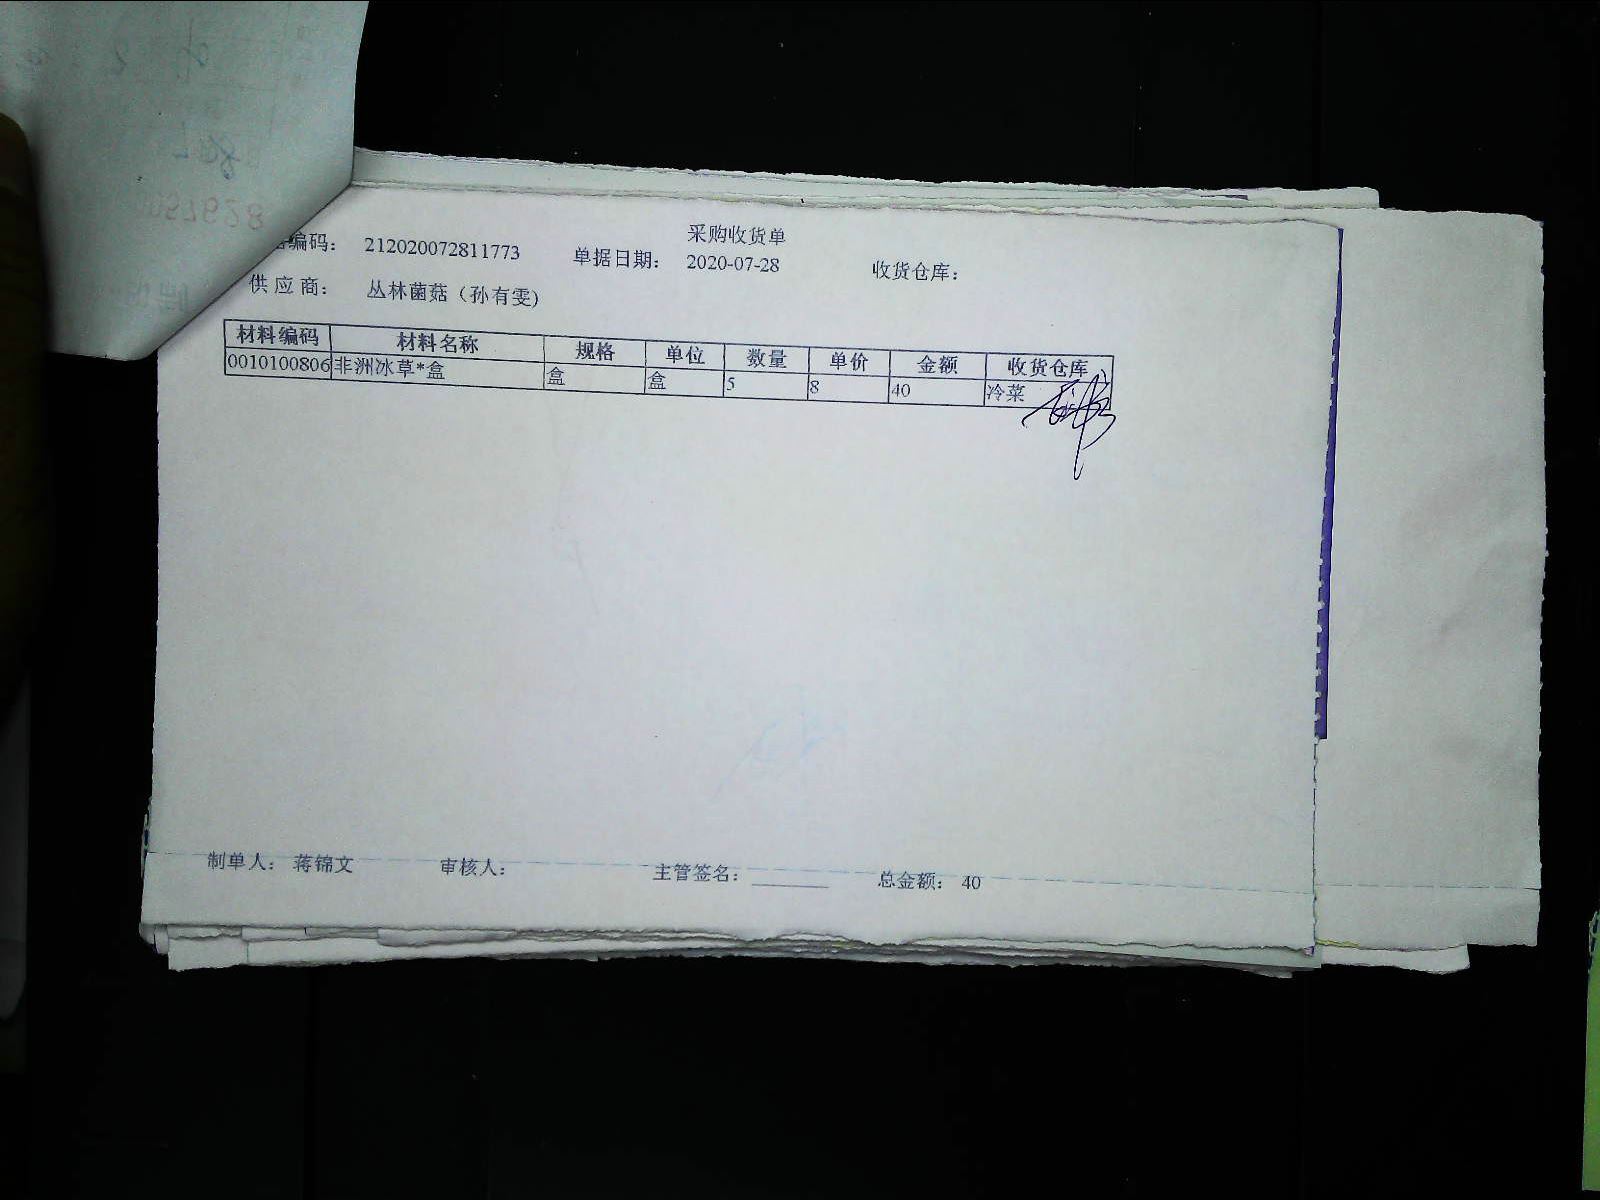 采购收货单
编码： 212020072811773 单据日期： 2020-07-28 收货仓库：
供应商： 丛林菌菇（孙有雯）
材料编码 材料名称 规格 单位 数量 单价 金额 收货仓库
0010100806 非洲冰草*盒 盒 盒 5 8 40 冷菜
制单人： 蒋锦文 审核人： 主管签名： 总金额： 40